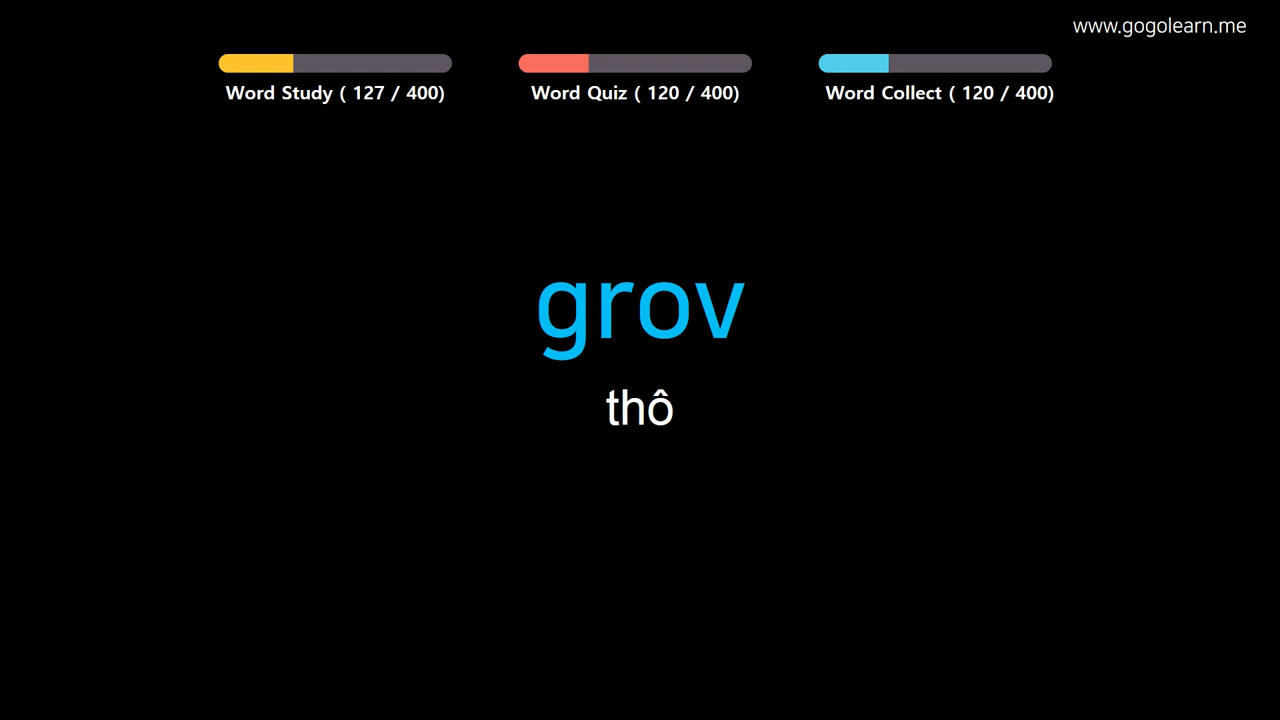 www.gogolearn.me
Word Study ( 127 / 400)
Word Quiz ( 120 / 400)
Word Collect ( 120 / 400)
grov
thô